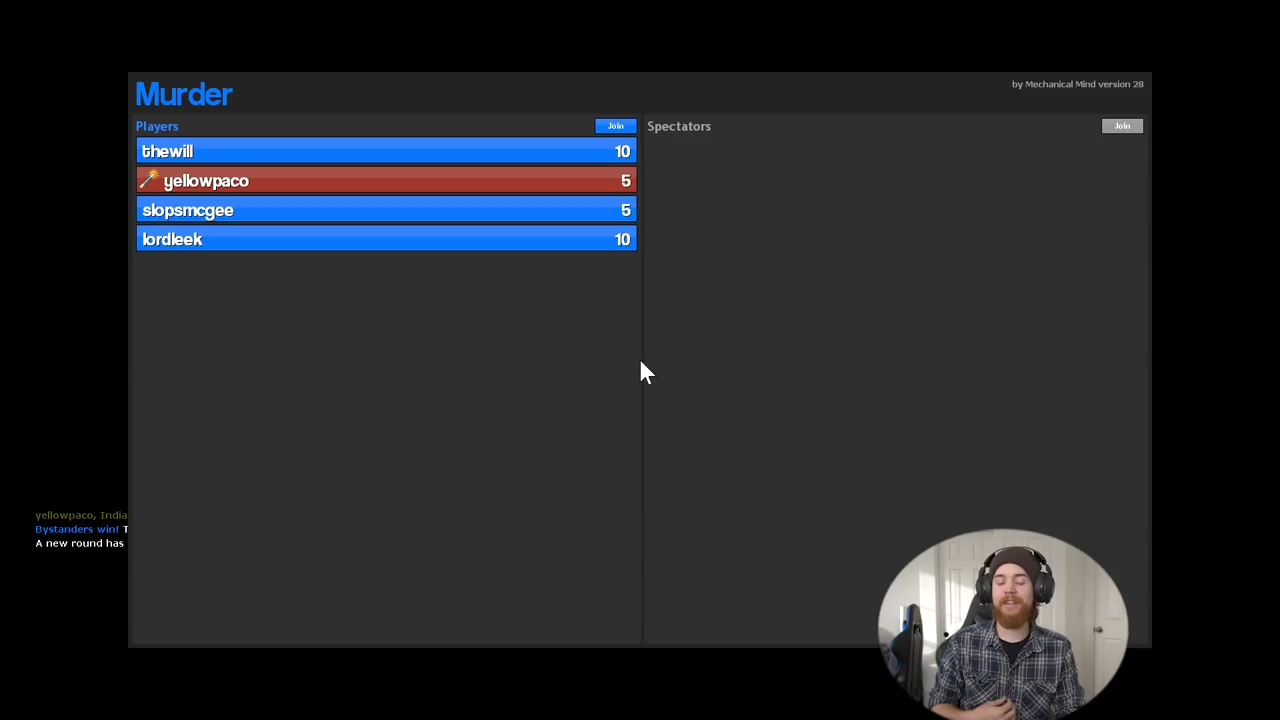 Murder
by Mechanical Mind version 28
Players
Join
Spectators
Join
thewill 10
yellowpaco 5
slopsmcgee 5
lordleek 10
yellowpaco, India
Bystanders win! T
A new round has